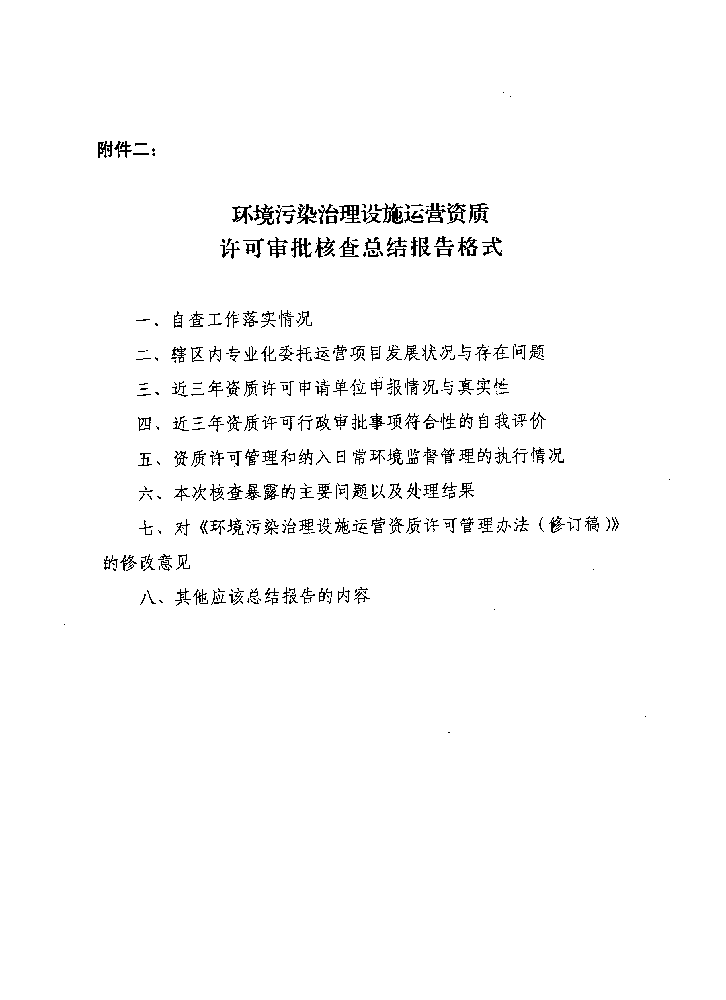 附件二：
环境污染治理设施运营资质
许可审批核查总结报告格式
一、自查工作落实情况
二、辖区内专业化委托运营项目发展状况与存在问题
三、近三年资质许可申请单位申报情况与真实性
四、近三年资质许可行政审批事项符合性的自我评价
五、资质许可管理和纳入日常环境监督管理的执行情况
六、本次核查暴露的主要问题以及处理结果
七、对《环境污染治理设施运营资质许可管理办法（修订稿）》
的修改意见
八、其他应该总结报告的内容